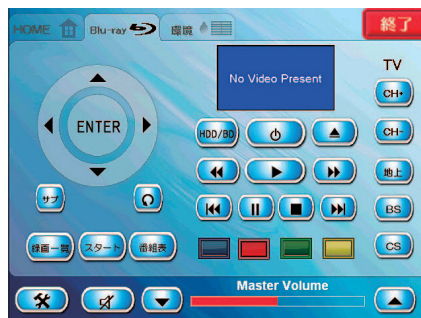 HOME Blu-ray 環境 終了
No Video Present
TV
CH+
ENTER
HDD/BD
CH-
地上
サブ
BS
録画一覧 スタート 番組表
CS
Master Volume